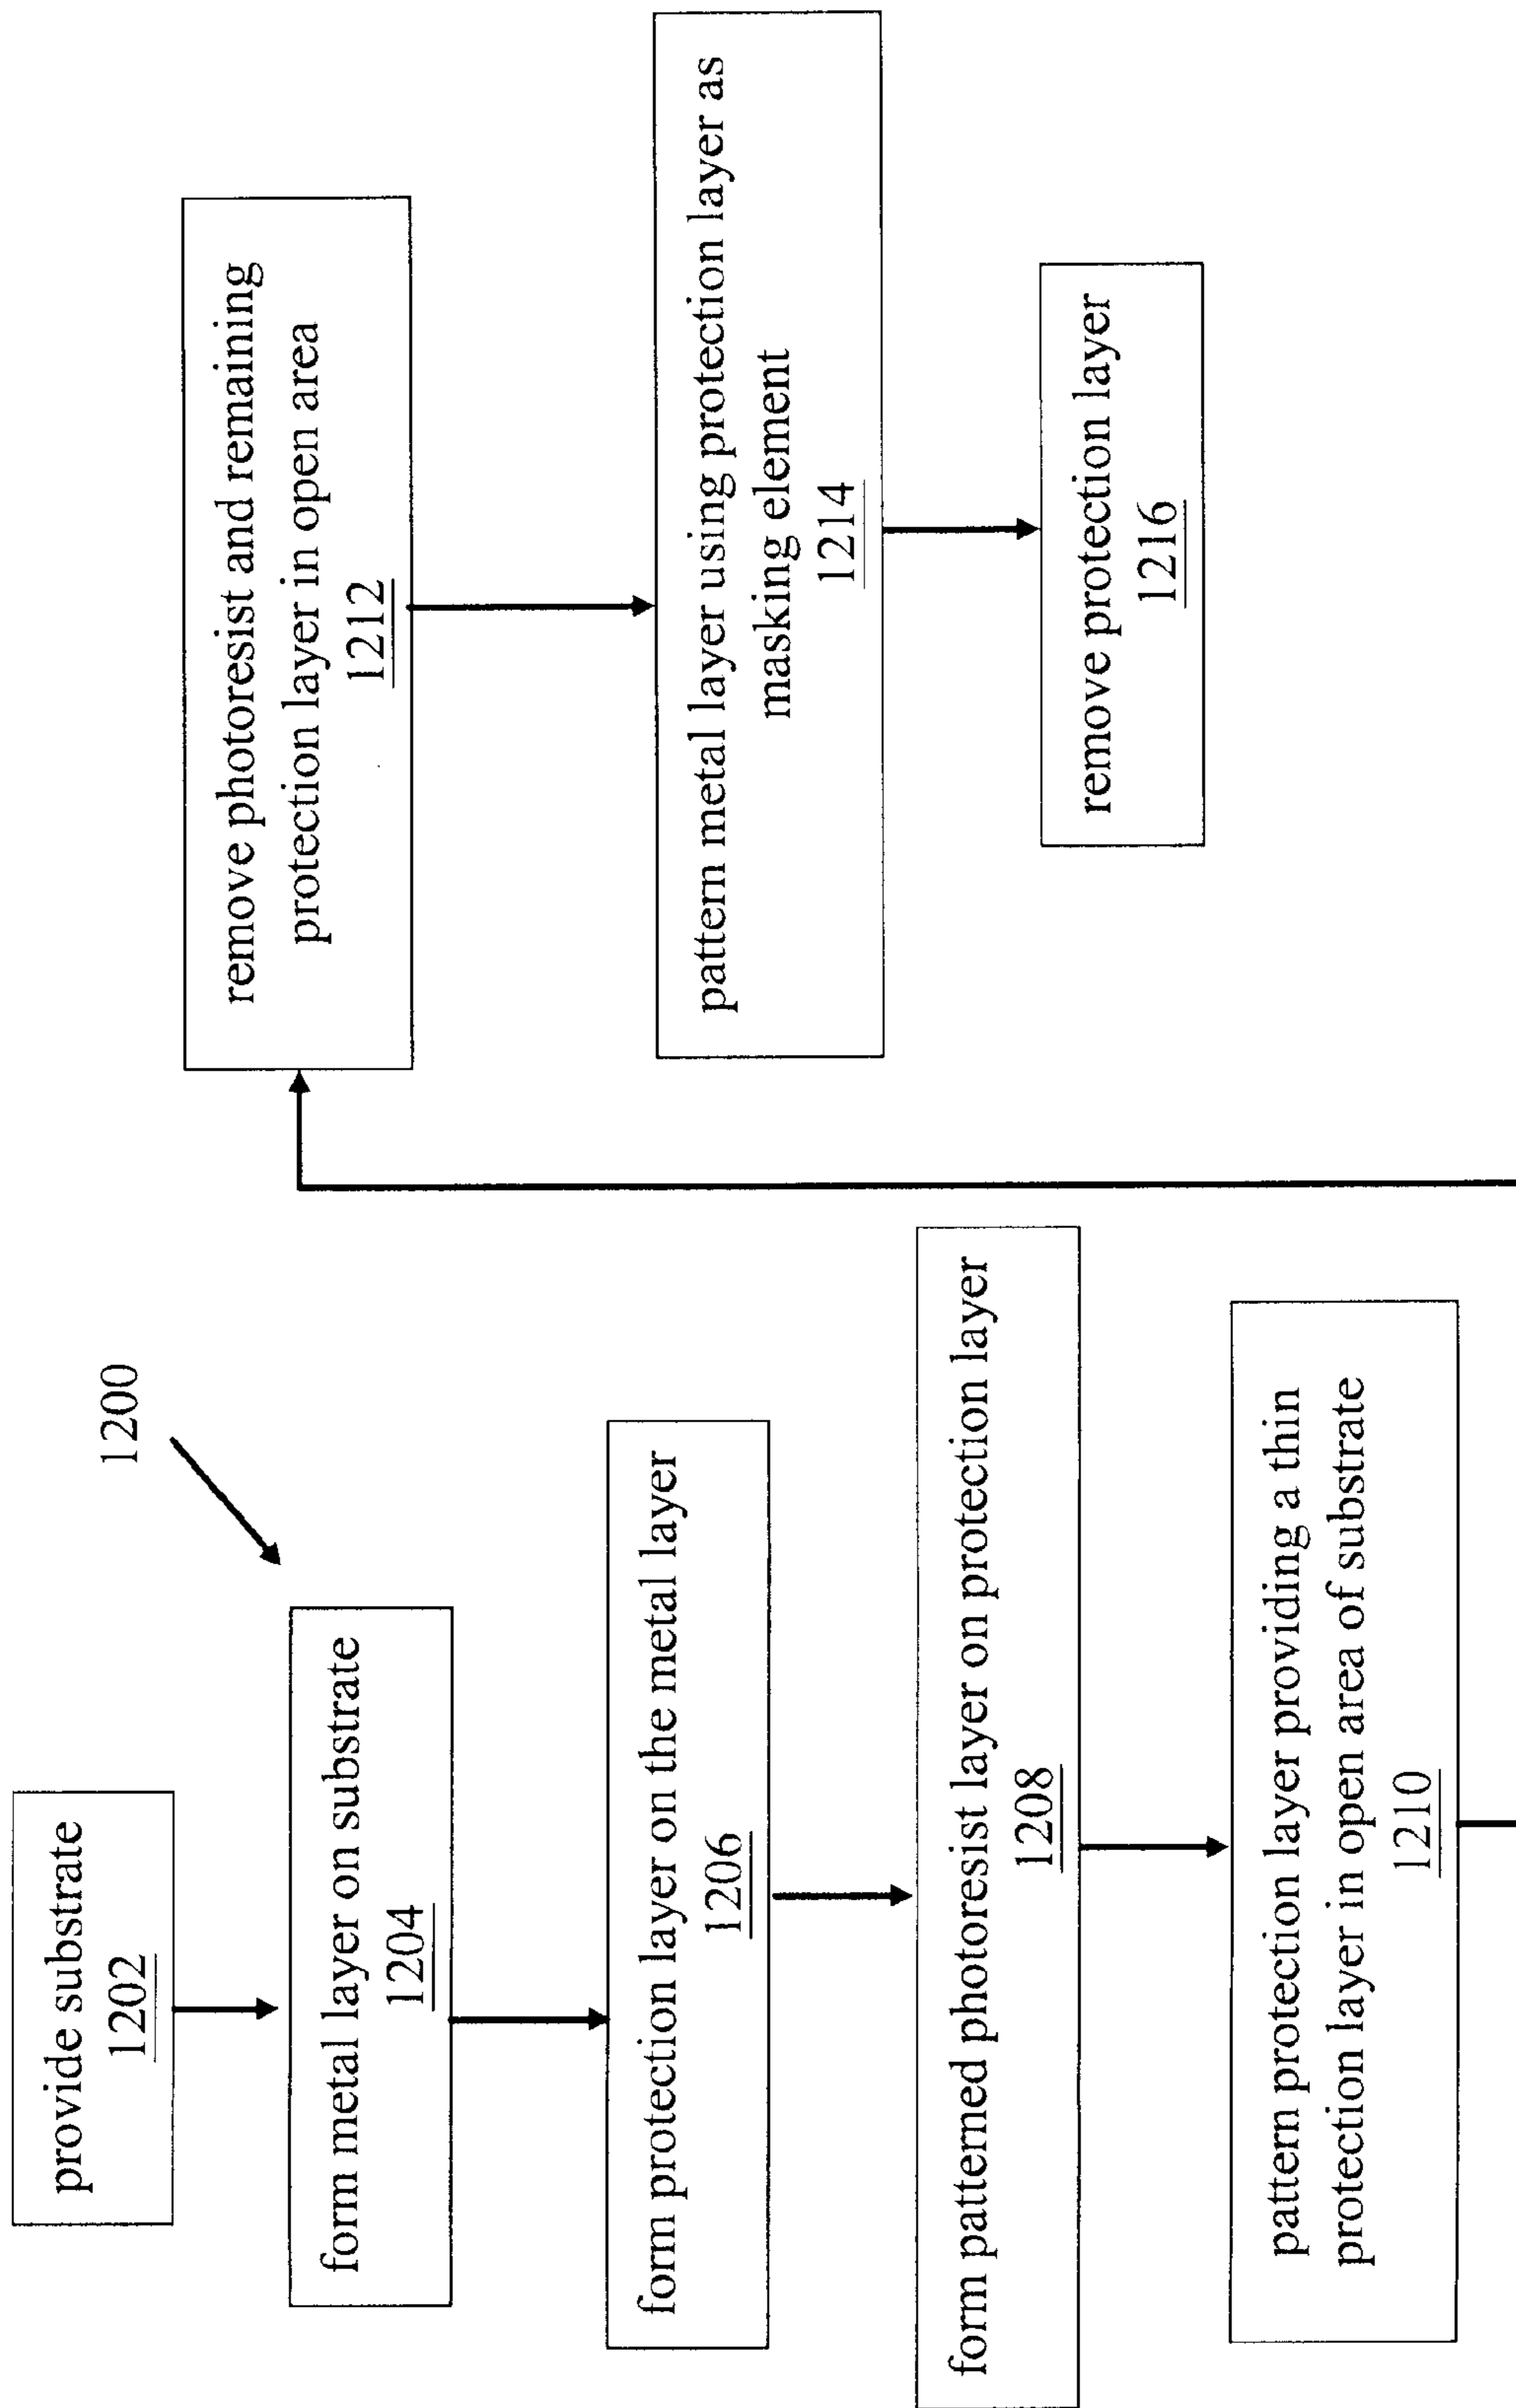 1200
provide substrate
1202
form metal layer on substrate
1204
form protection layer on the metal layer
1206
form patterned photoresist layer on protection layer
1208
pattern protection layer providing a thin
protection layer in open area of substrate
1210
remove photoresist and remaining
protection layer in open area
1212
pattern metal layer using protection layer as
masking element
1214
remove protection layer
1216